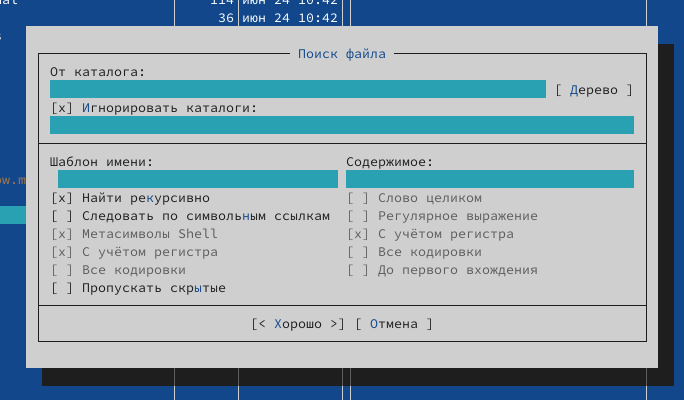 114 июн 24 10:42
36 июн 24 10:42
Поиск файла
От каталога:
[ Дерево ]
[x] Игнорировать каталоги:
Шаблон имени: Содержимое:
[x] Найти рекурсивно [ ] Слово целиком
[ ] Следовать по символьным ссылкам [ ] Регулярное выражение
[x] Метасимволы Shell [x] С учётом регистра
[x] С учётом регистра [ ] Все кодировки
[ ] Все кодировки [ ] До первого вхождения
[ ] Пропускать скрытые
[< Хорошо >] [ Отмена ]